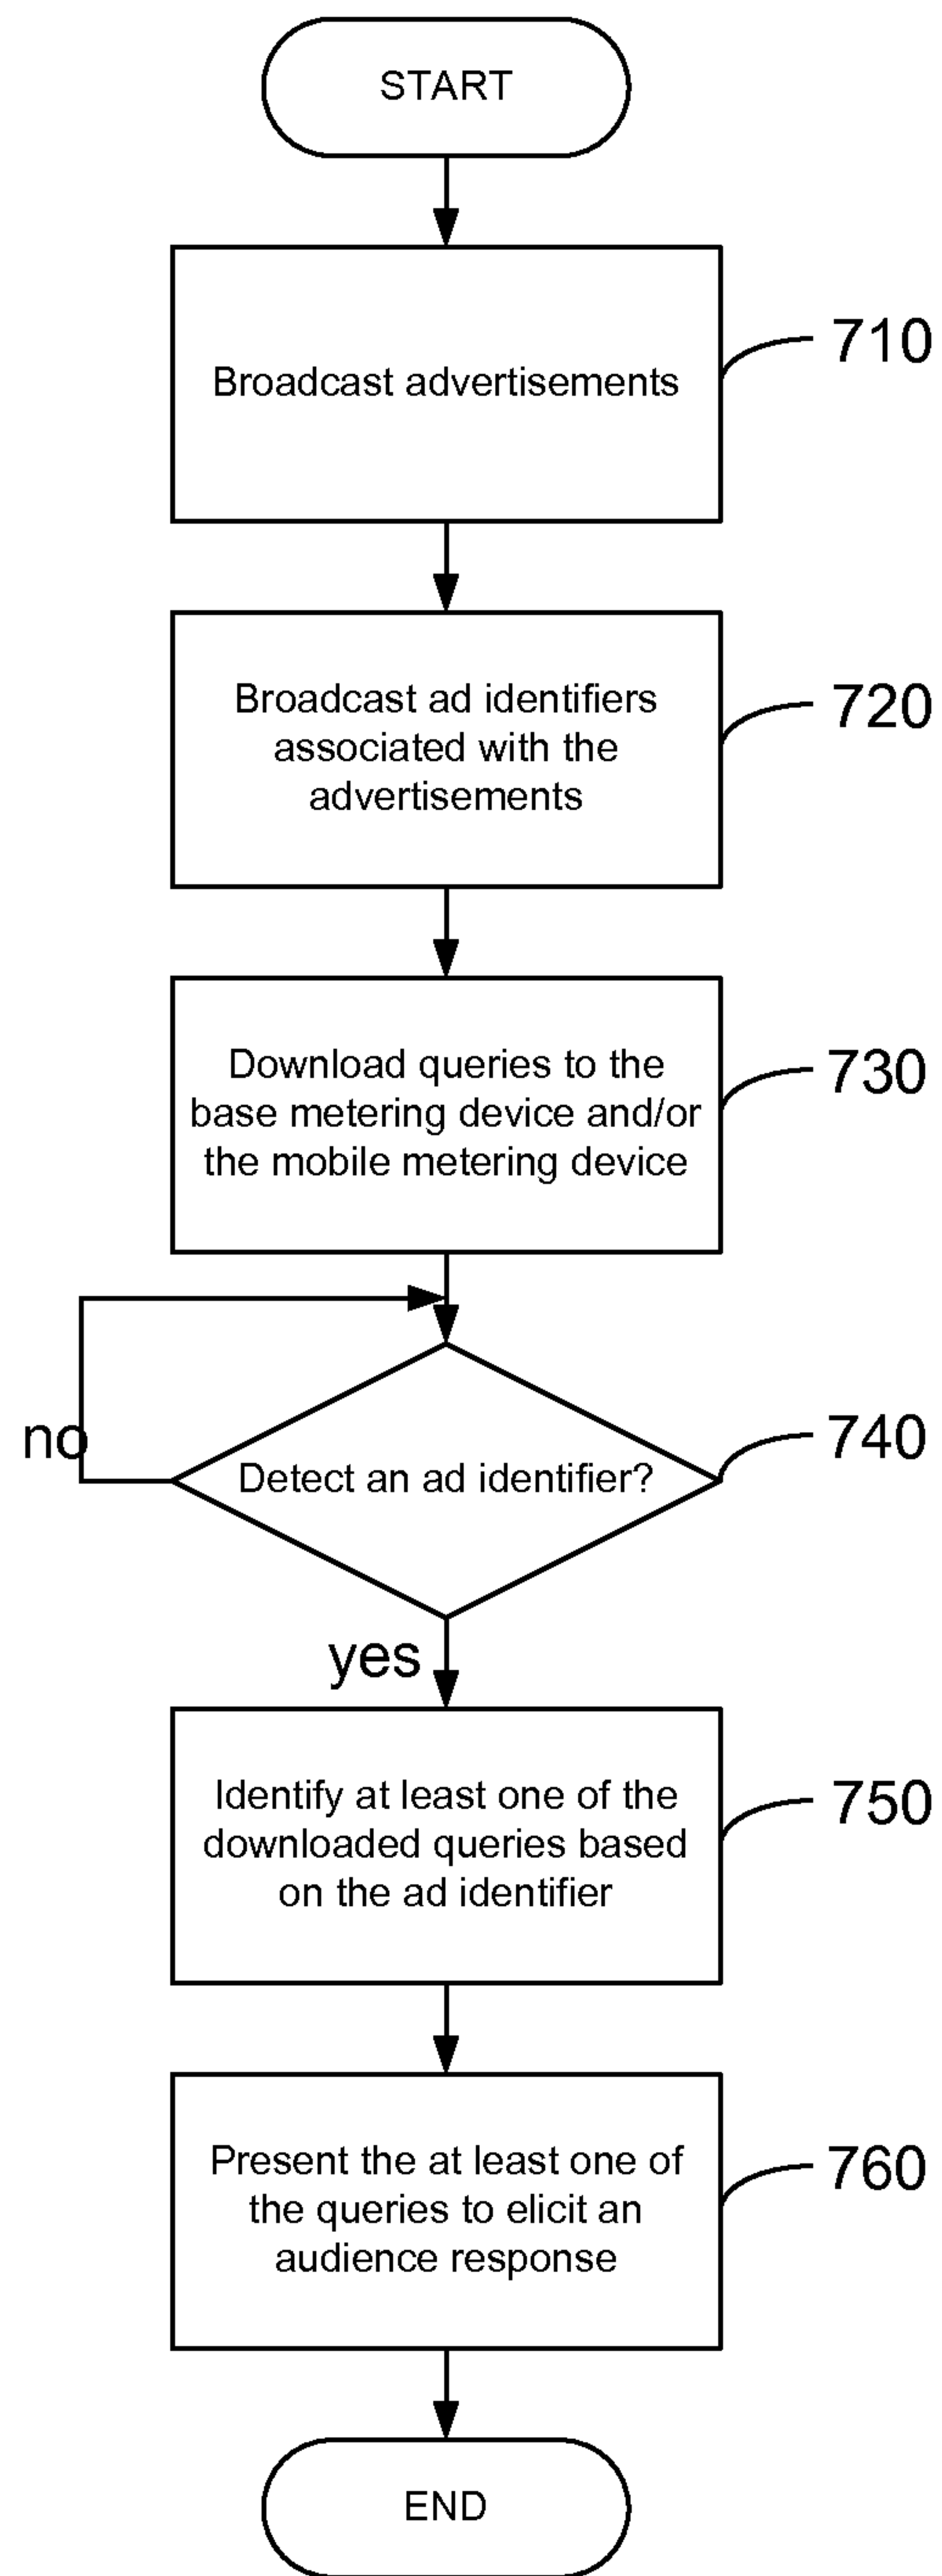 START
Broadcast advertisements
710
Broadcast ad identifiers
associated with the
advertisements
720
Download queries to the
base metering device and/or
the mobile metering device
730
no
Detect an ad identifier?
740
yes
Identify at least one of the
downloaded queries based
on the ad identifier
750
Present the at least one of
the queries to elicit an
audience response
760
END